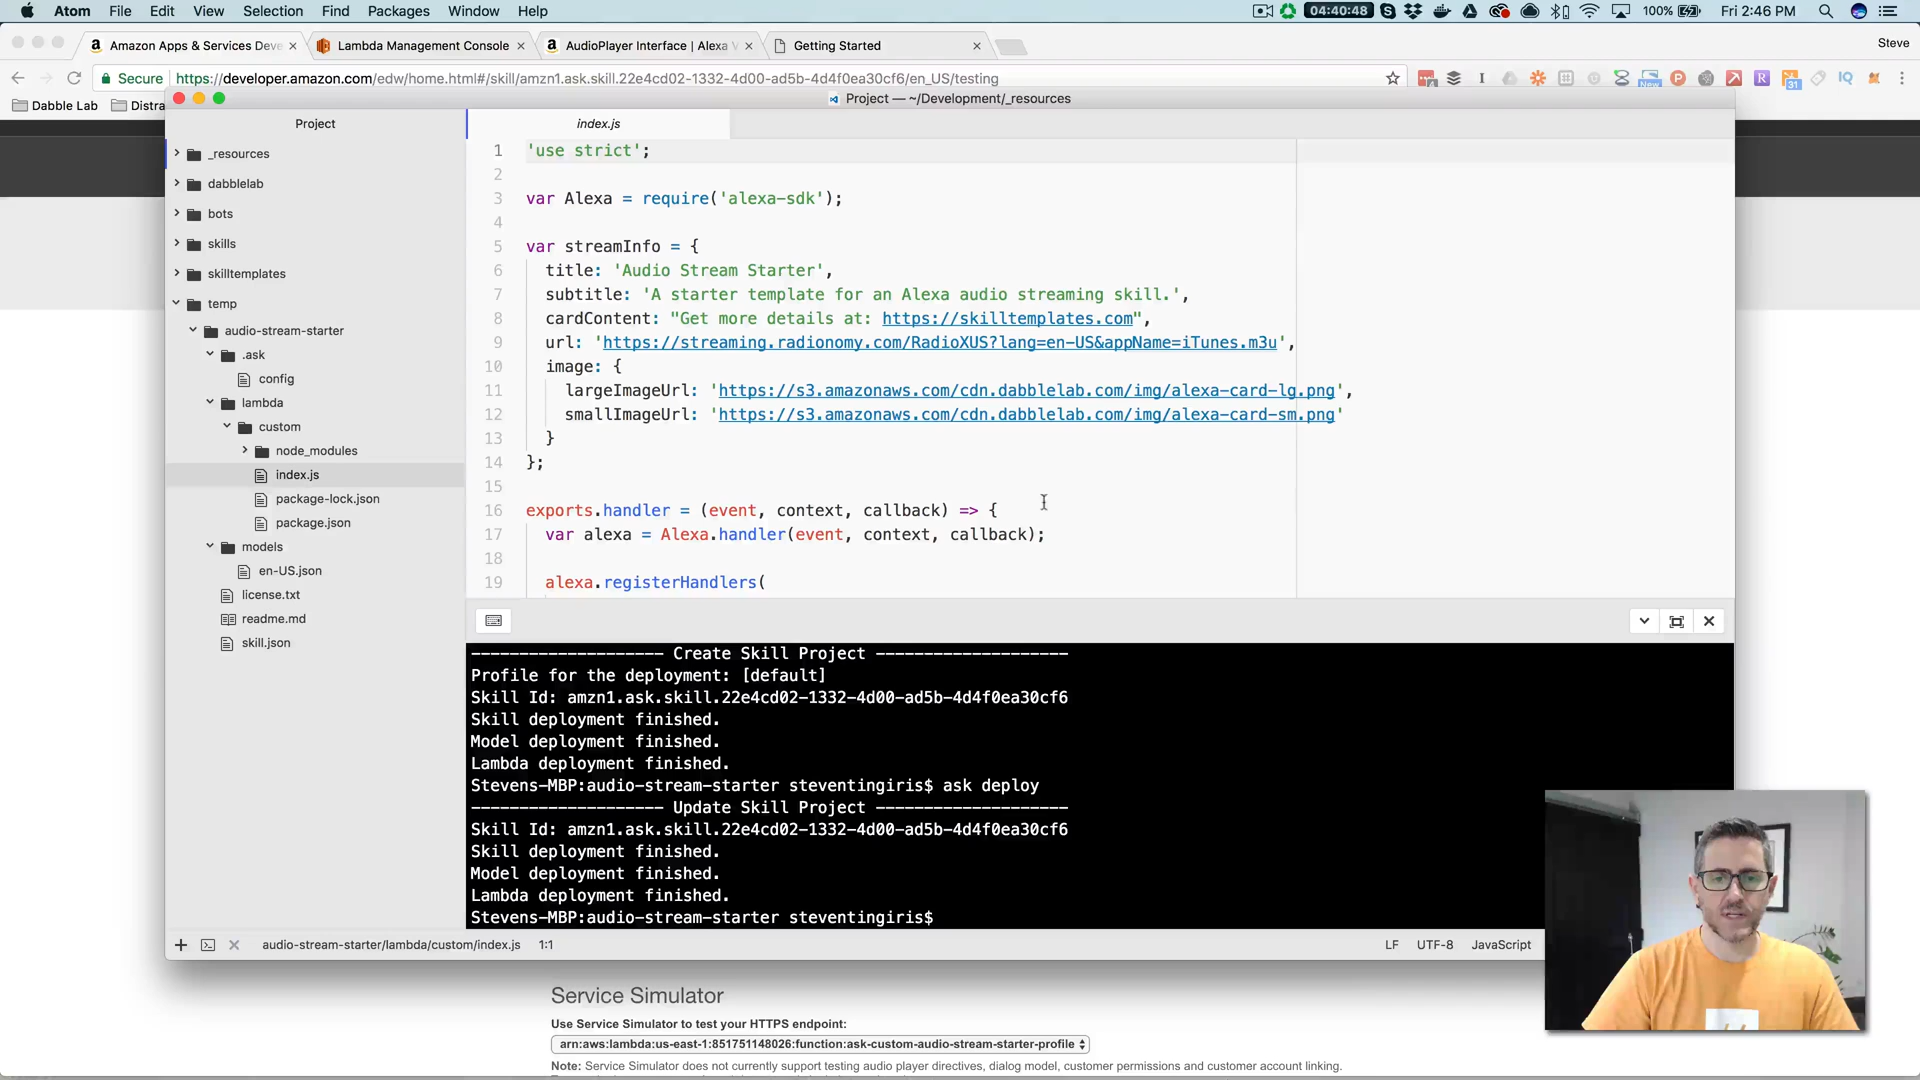 Atom File Edit View Selection Find Packages Window Help 04:40:48 100% Fri 2:46 PM
Amazon Apps & Services Deve Lambda Management Console AudioPlayer Interface | Alexa V Getting Started Steve
Secure https://developer.amazon.com/edw/home.html#/skill/amzn1.ask.skill.22e4cd02-1332-4d00-ad5b-4d4f0ea30cf6/en_US/testing
Dabble Lab Distra
Project — ~/Development/_resources
Project
index.js
_resources
dabblelab
bots
skills
skilltemplates
temp
audio-stream-starter
.ask
config
lambda
custom
node_modules
index.js
package-lock.json
package.json
models
en-US.json
license.txt
readme.md
skill.json
1 'use strict';
2
3 var Alexa = require('alexa-sdk');
4
5 var streamInfo = {
6 title: 'Audio Stream Starter',
7 subtitle: 'A starter template for an Alexa audio streaming skill.',
8 cardContent: "Get more details at: https://skilltemplates.com",
9 url: 'https://streaming.radionomy.com/RadioXUS?lang=en-US&appName=iTunes.m3u',
10 image: {
11 largeImageUrl: 'https://s3.amazonaws.com/cdn.dabblelab.com/img/alexa-card-lg.png',
12 smallImageUrl: 'https://s3.amazonaws.com/cdn.dabblelab.com/img/alexa-card-sm.png'
13 }
14 };
15
16 exports.handler = (event, context, callback) => {
17 var alexa = Alexa.handler(event, context, callback);
18
19 alexa.registerHandlers(
-------------------- Create Skill Project --------------------
Profile for the deployment: [default]
Skill Id: amzn1.ask.skill.22e4cd02-1332-4d00-ad5b-4d4f0ea30cf6
Skill deployment finished.
Model deployment finished.
Lambda deployment finished.
Stevens-MBP:audio-stream-starter steventingiris$ ask deploy
-------------------- Update Skill Project --------------------
Skill Id: amzn1.ask.skill.22e4cd02-1332-4d00-ad5b-4d4f0ea30cf6
Skill deployment finished.
Model deployment finished.
Lambda deployment finished.
Stevens-MBP:audio-stream-starter steventingiris$
audio-stream-starter/lambda/custom/index.js 1:1 LF UTF-8 JavaScript
Service Simulator
Use Service Simulator to test your HTTPS endpoint:
arn:aws:lambda:us-east-1:851751148026:function:ask-custom-audio-stream-starter-profile
Note: Service Simulator does not currently support testing audio player directives, dialog model, customer permissions and customer account linking.